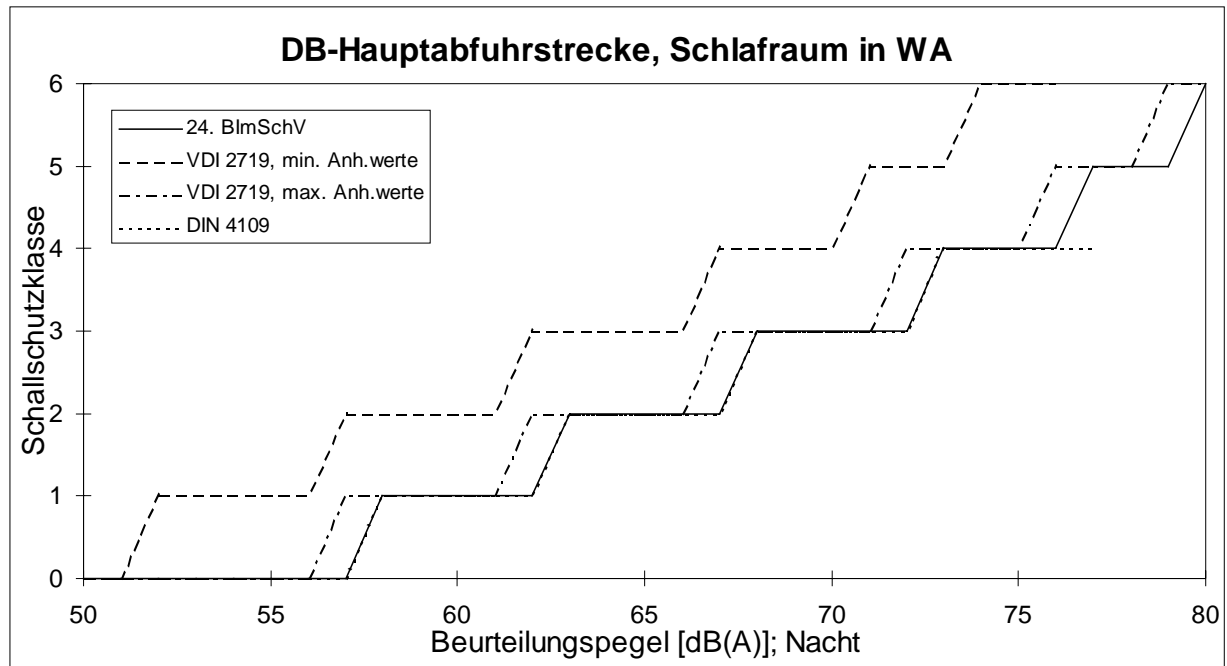 DB-Hauptabfuhrstrecke, Schlafraum in WA
24. BImSchV
VDI 2719, min. Anh.werte
VDI 2719, max. Anh.werte
DIN 4109
Schallschutzklasse
6
5
4
3
2
1
0
50 55 60 65 70 75 80
Beurteilungspegel [dB(A)]; Nacht